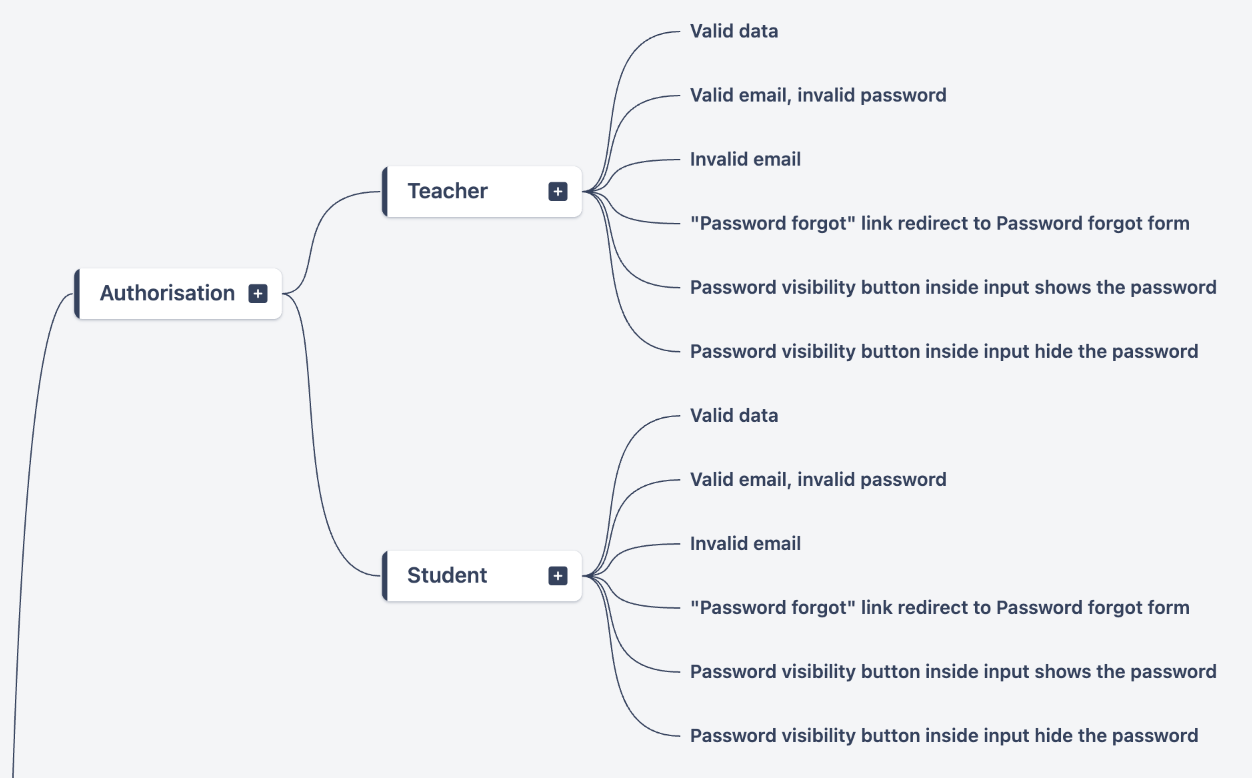 Authorisation
Teacher
Valid data
Valid email, invalid password
Invalid email
"Password forgot" link redirect to Password forgot form
Password visibility button inside input shows the password
Password visibility button inside input hide the password
Student
Valid data
Valid email, invalid password
Invalid email
"Password forgot" link redirect to Password forgot form
Password visibility button inside input shows the password
Password visibility button inside input hide the password